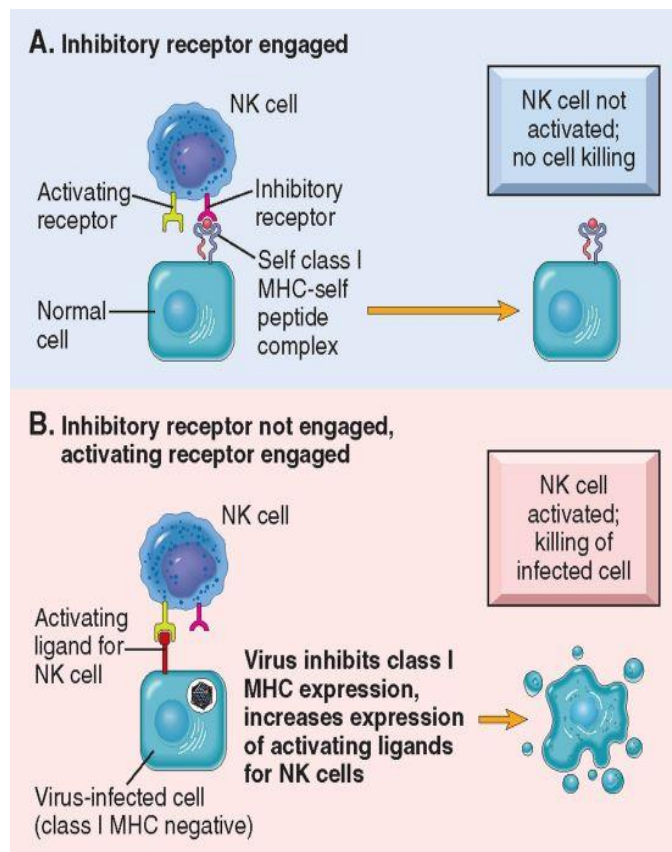 A. Inhibitory receptor engaged
NK cell
Activating
receptor
Inhibitory
receptor
Self class I
MHC-self
peptide
complex
Normal
cell
NK cell not
activated;
no cell killing
B. Inhibitory receptor not engaged,
activating receptor engaged
NK cell
Activating
ligand for
NK cell
Virus inhibits class I
MHC expression,
increases expression
of activating ligands
for NK cells
Virus-infected cell
(class I MHC negative)
NK cell
activated;
killing of
infected cell